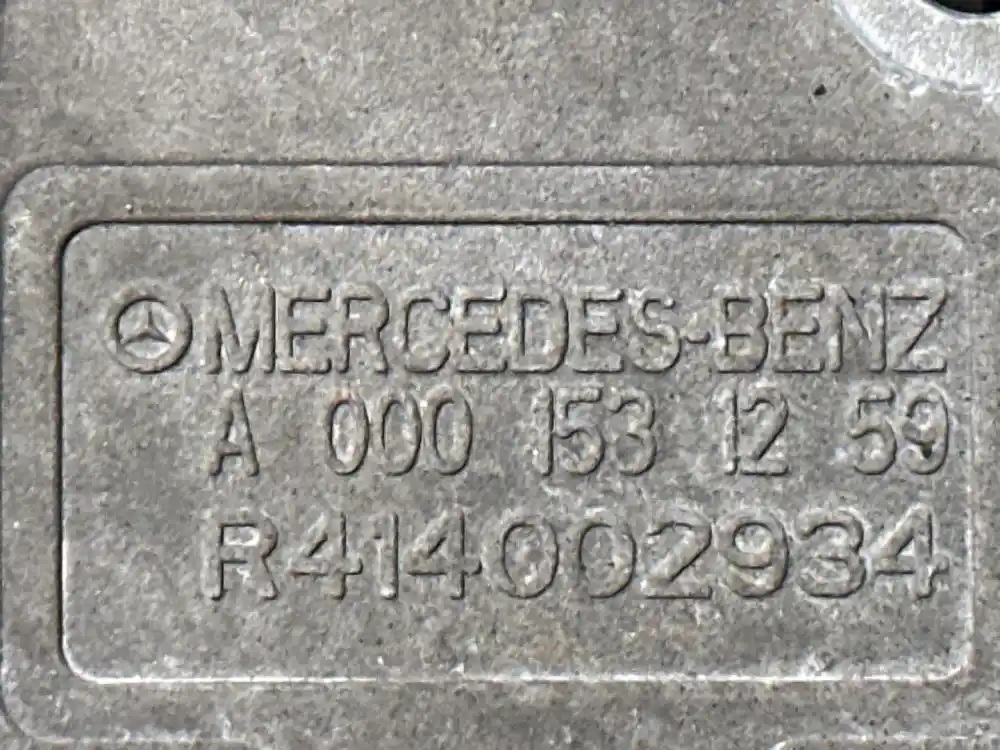 MERCEDES-BENZ
A 000 153 12 59
R414002934